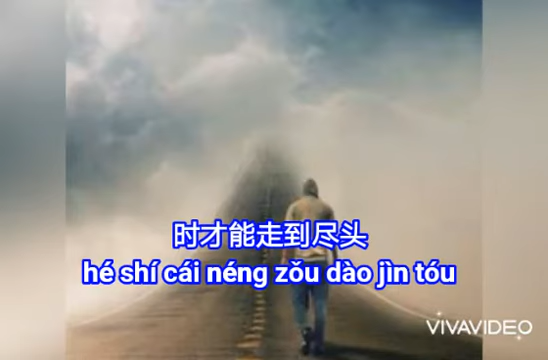 时才能走到尽头
hé shí cái néng zǒu dào jìn tóu
VIVAVIDEO